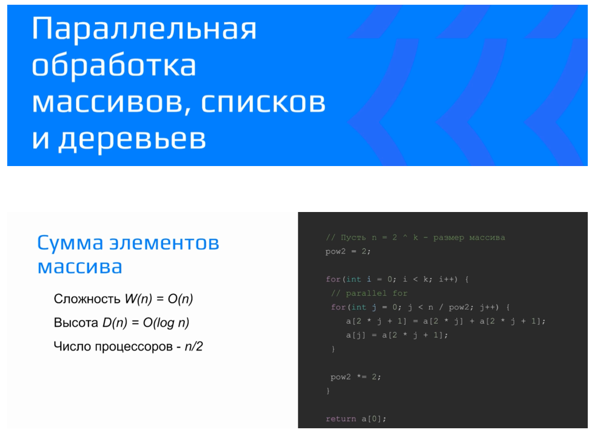 Параллельная
обработка
массивов, списков
и деревьев
Сумма элементов
массива
Сложность W(n) = O(n)
Высота D(n) = O(log n)
Число процессоров - n/2
// Пусть n = 2 ^ k - размер массива
pow2 = 2;
for(int i = 0; i < k; i++) {
// parallel for
for(int j = 0; j < n / pow2; j++) {
a[2 * j + 1] = a[2 * j] + a[2 * j + 1];
a[j] = a[2 * j + 1];
}
pow2 *= 2;
}
return a[0];